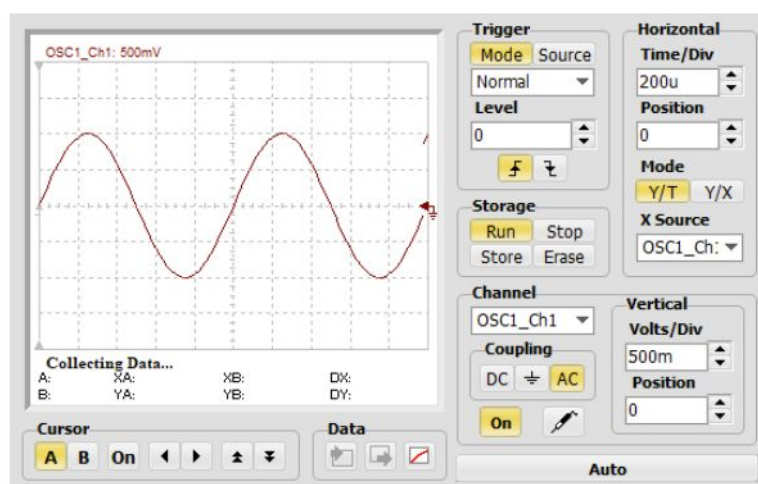 OSC1_Ch1: 500mV
Collecting Data...
A: XA: XB: DX:
B: YA: YB: DY:
Cursor
A B On
Data
Trigger
Mode Source
Normal
Level
0
Storage
Run Stop
Store Erase
Horizontal
Time/Div
200u
Position
0
Mode
Y/T Y/X
X Source
OSC1_Ch:
Channel
OSC1_Ch1
Coupling
DC AC
On
Vertical
Volts/Div
500m
Position
0
Auto